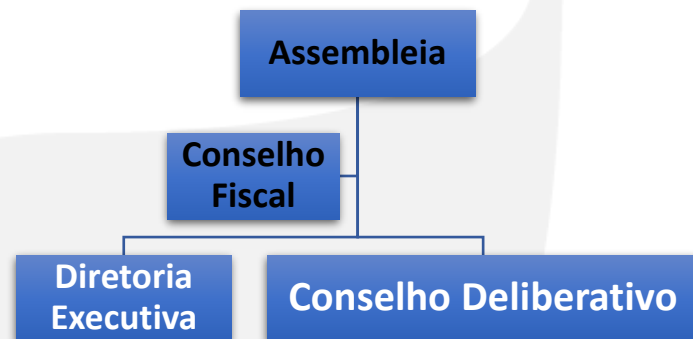 Assembleia
Conselho
Fiscal
Diretoria
Executiva
Conselho Deliberativo